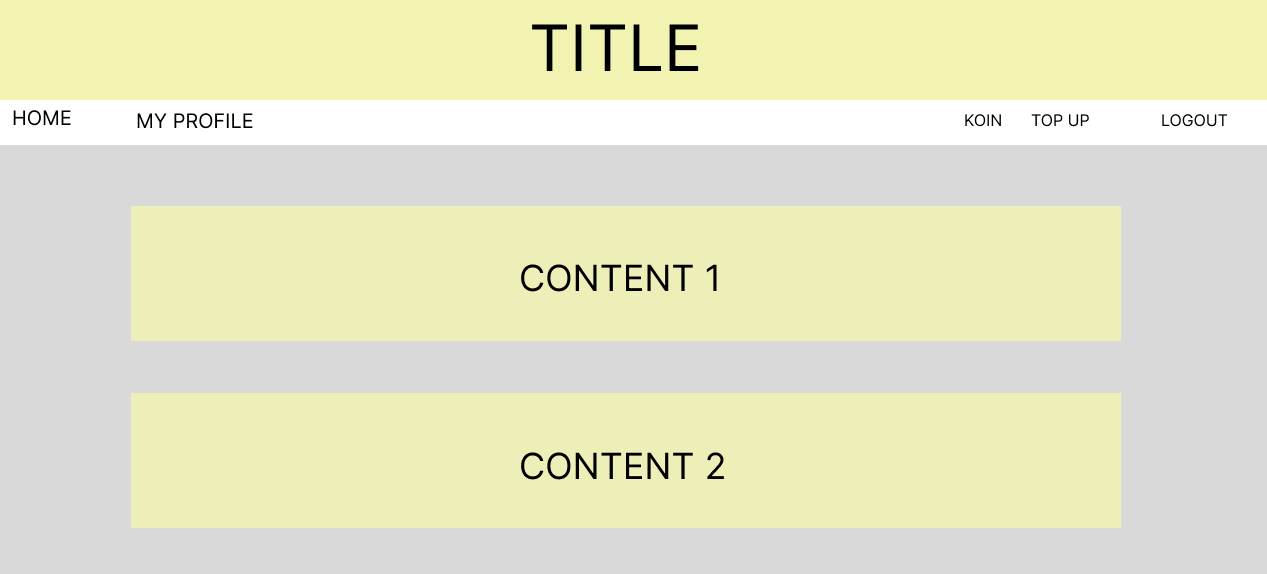 TITLE
HOME MY PROFILE KOIN TOP UP LOGOUT
CONTENT 1
CONTENT 2